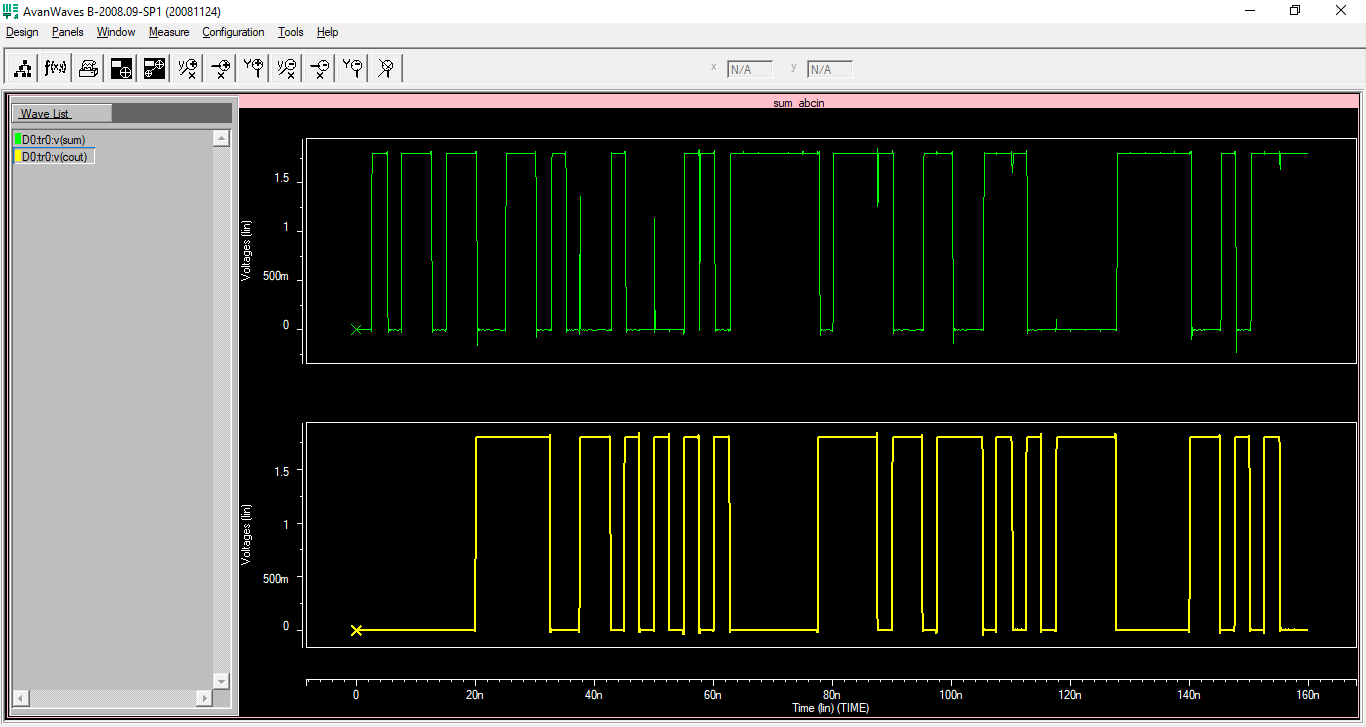 AvanWaves B-2008.09-SP1 (20081124)
Design Panels Window Measure Configuration Tools Help
f(x)
x N/A y N/A
Wave List
sum_abcin
D0:tr0:v(sum)
D0:tr0:v(cout)
Voltages (lin)
1.5
1
500m
0
Voltages (lin)
1.5
1
500m
0
0 20n 40n 60n 80n 100n 120n 140n 160n
Time (lin) (TIME)